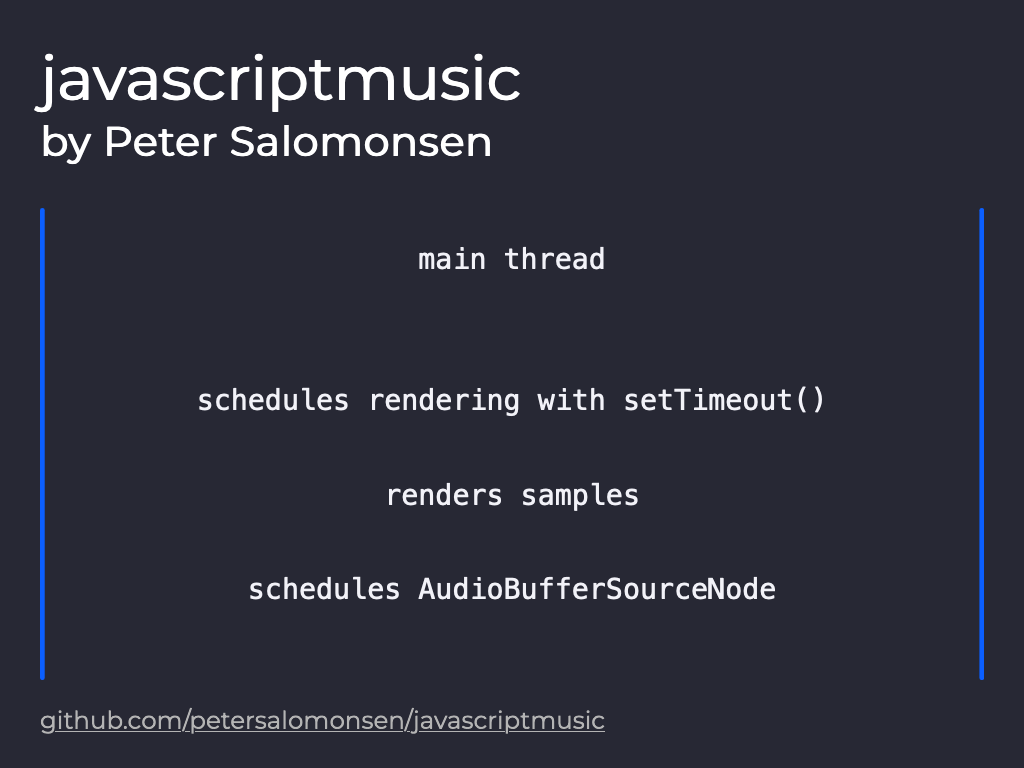 javascriptmusic
by Peter Salomonsen
main thread
schedules rendering with setTimeout()
renders samples
schedules AudioBufferSourceNode
github.com/petersalomonsen/javascriptmusic